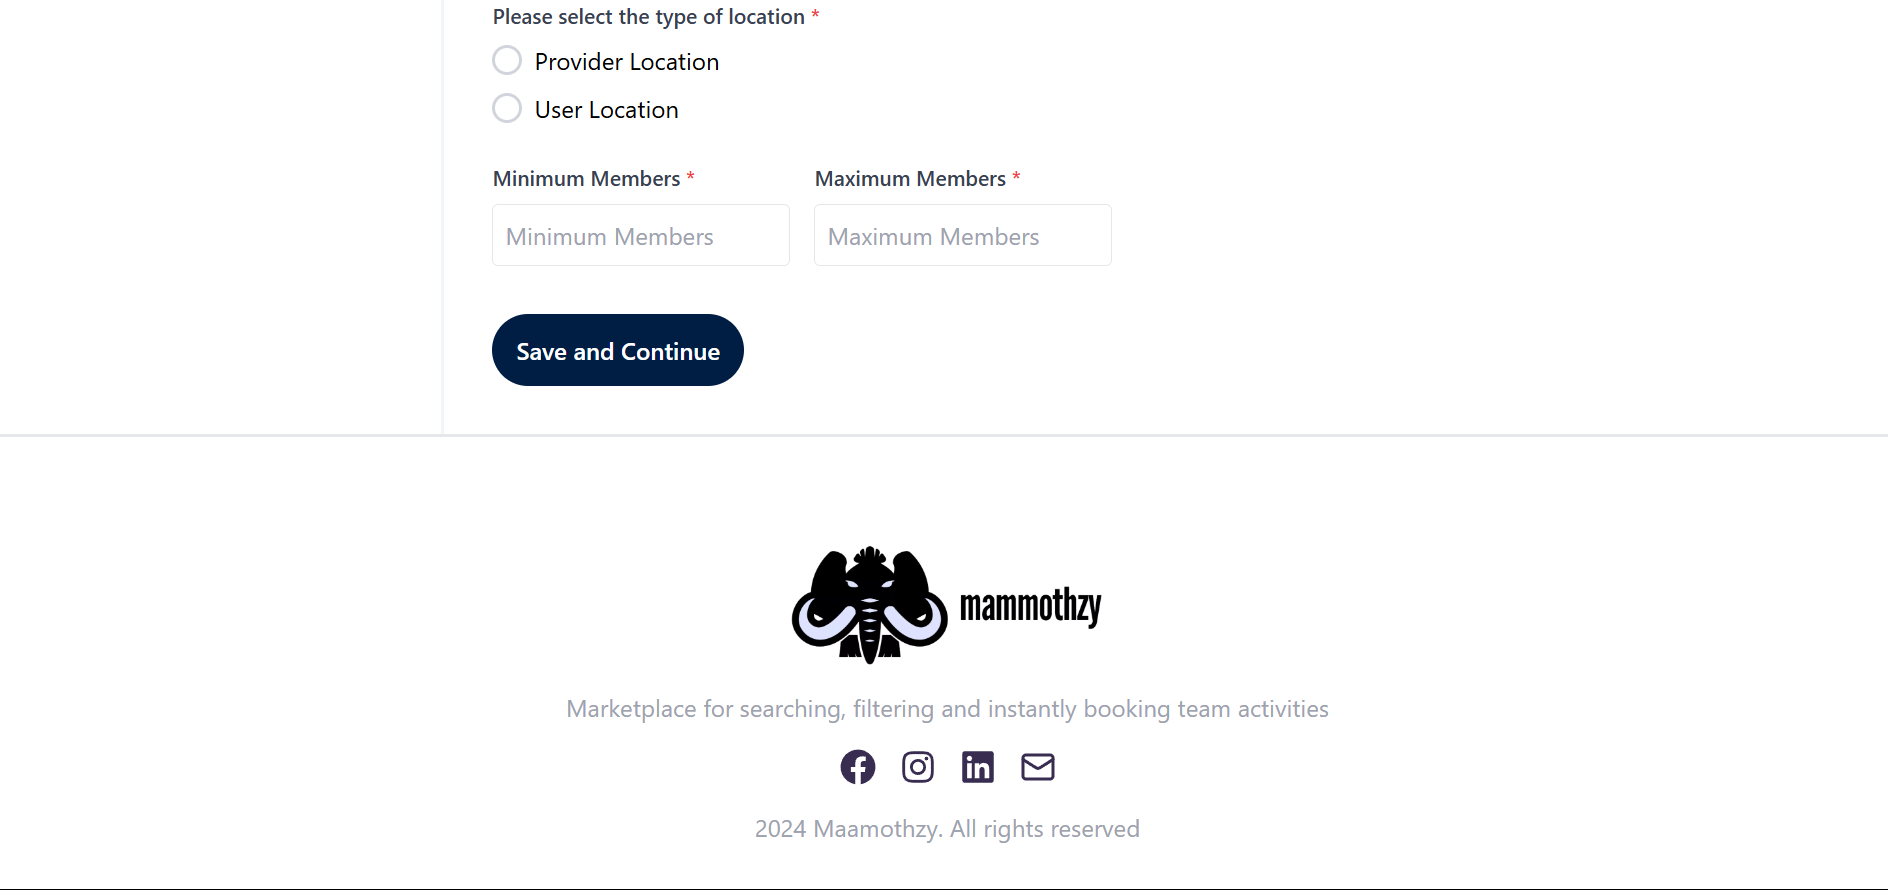 Please select the type of location *
Provider Location
User Location
Minimum Members * Maximum Members *
Minimum Members Maximum Members
Save and Continue
mammothzy
Marketplace for searching, filtering and instantly booking team activities
2024 Maamothzy. All rights reserved